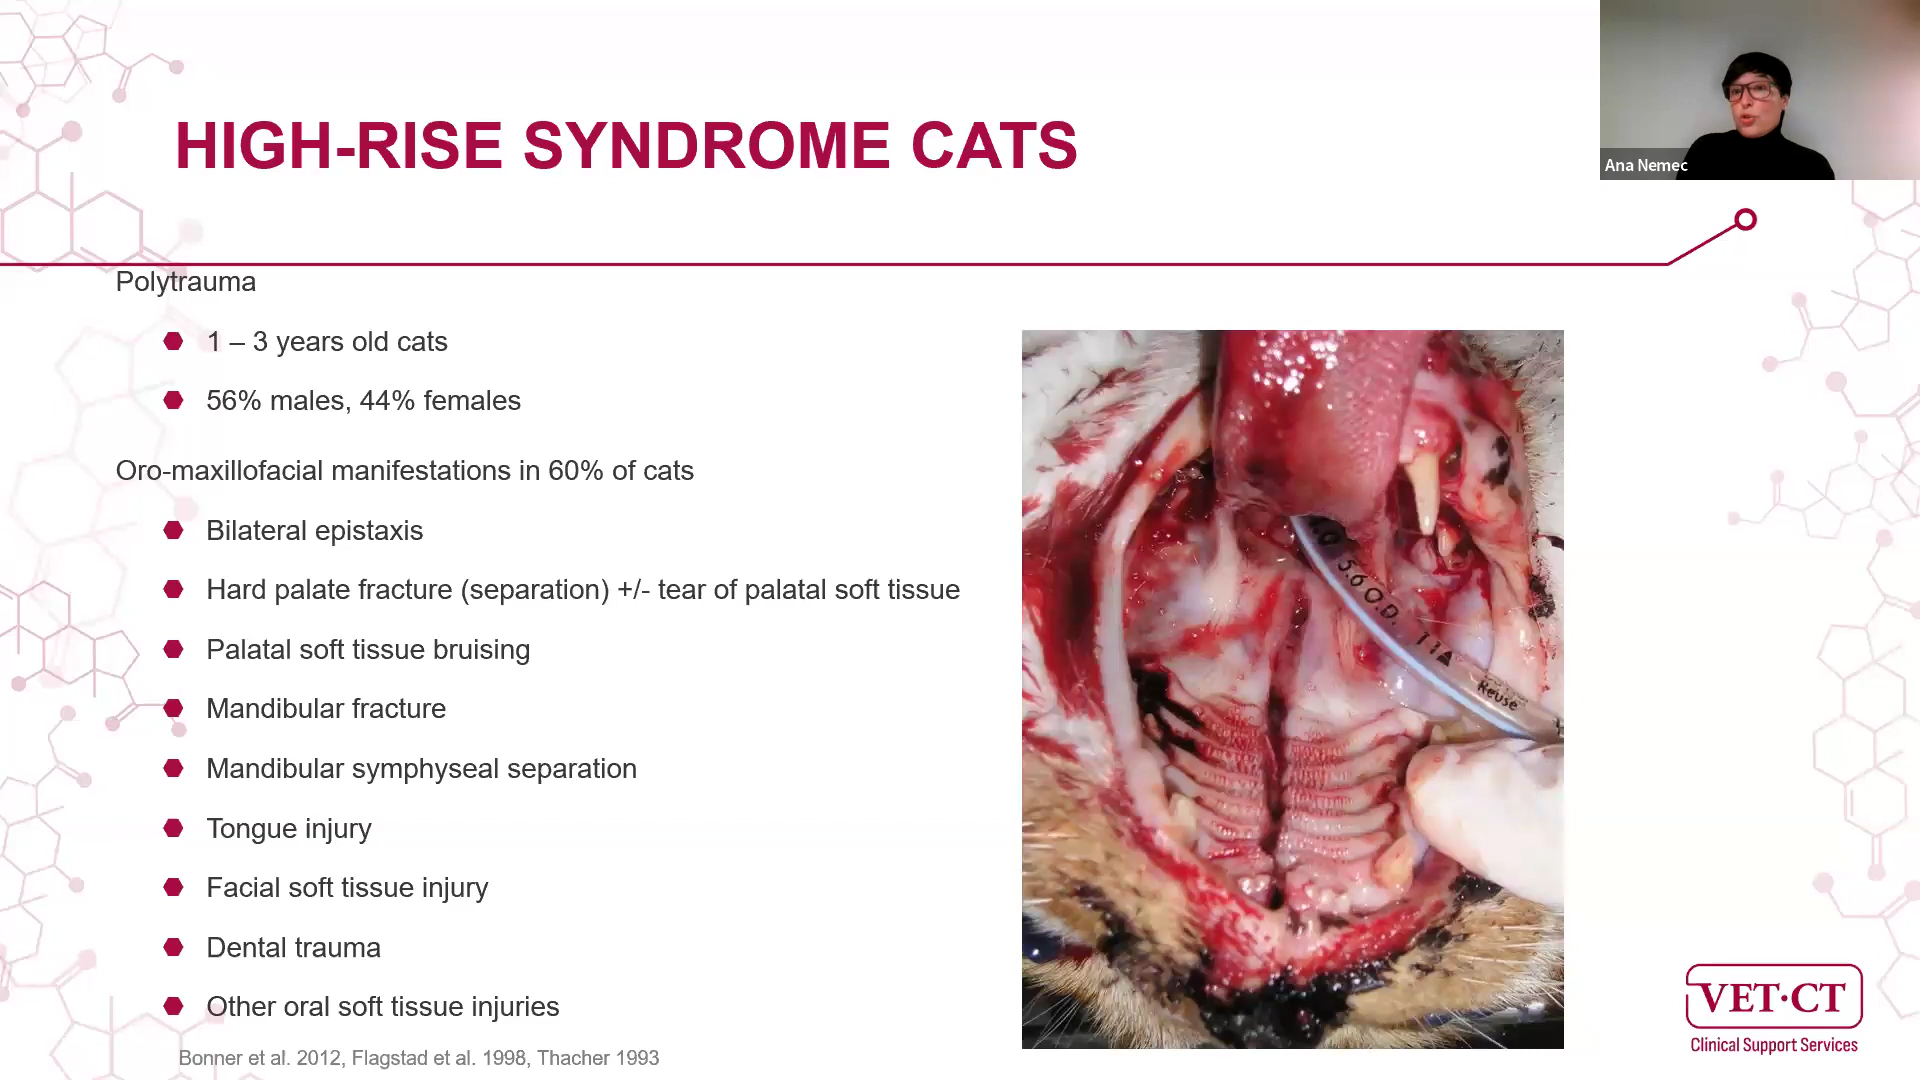 HIGH-RISE SYNDROME CATS
Ana Nemec
Polytrauma
1 – 3 years old cats
56% males, 44% females
Oro-maxillofacial manifestations in 60% of cats
Bilateral epistaxis
Hard palate fracture (separation) +/- tear of palatal soft tissue
Palatal soft tissue bruising
Mandibular fracture
Mandibular symphyseal separation
Tongue injury
Facial soft tissue injury
Dental trauma
Other oral soft tissue injuries
Bonner et al. 2012, Flagstad et al. 1998, Thacher 1993
5.6 O.D.
Reuse
VET·CT
Clinical Support Services